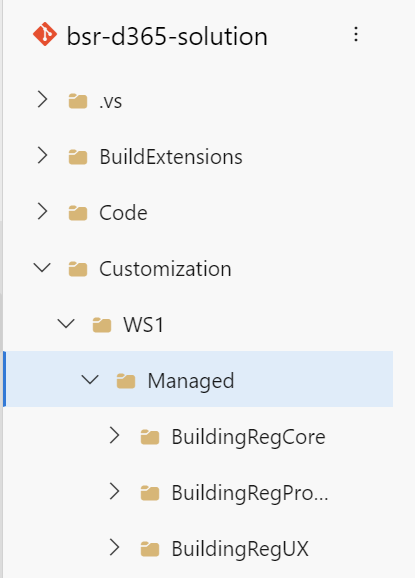 bsr-d365-solution
.vs
BuildExtensions
Code
Customization
WS1
Managed
BuildingRegCore
BuildingRegPro...
BuildingRegUX